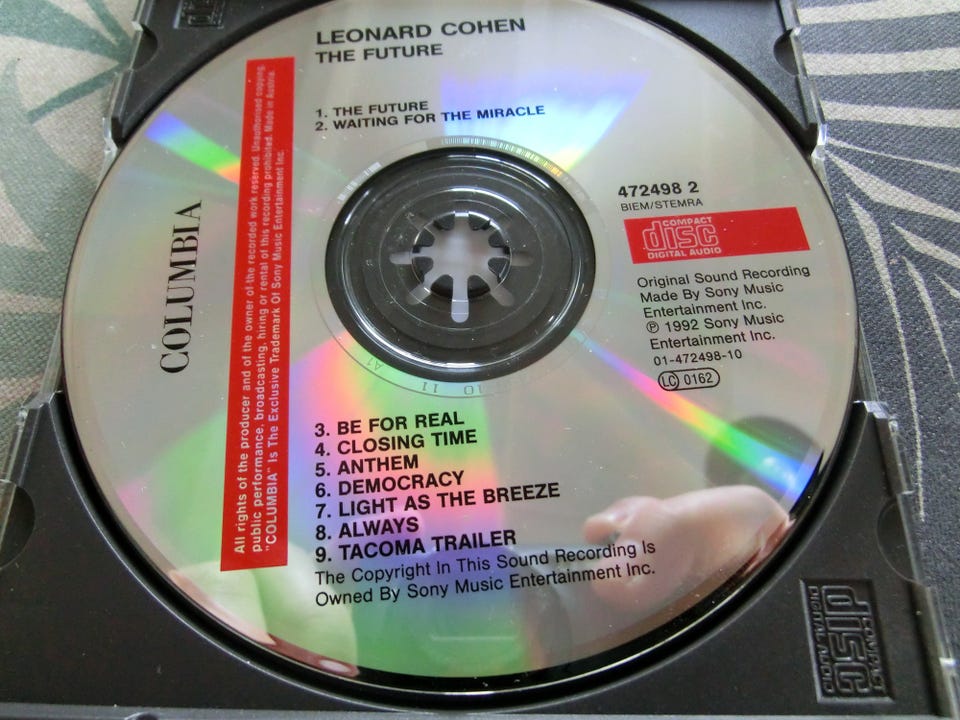 LEONARD COHEN
THE FUTURE
1. THE FUTURE
2. WAITING FOR THE MIRACLE
COLUMBIA
All rights of the producer and of the owner of the recorded work reserved. Unauthorised copying,
public performance, broadcasting, hiring or rental of this recording prohibited. Made in Austria.
"COLUMBIA" Is The Exclusive Trademark Of Sony Music Entertainment Inc.
472498 2
BIEM/STEMRA
COMPACT
disc
DIGITAL AUDIO
Original Sound Recording
Made By Sony Music
Entertainment Inc.
℗ 1992 Sony Music
Entertainment Inc.
01-472498-10
LC 0162
3. BE FOR REAL
4. CLOSING TIME
5. ANTHEM
6. DEMOCRACY
7. LIGHT AS THE BREEZE
8. ALWAYS
9. TACOMA TRAILER
The Copyright In This Sound Recording Is
Owned By Sony Music Entertainment Inc.
COMPACT
disc
DIGITAL AUDIO